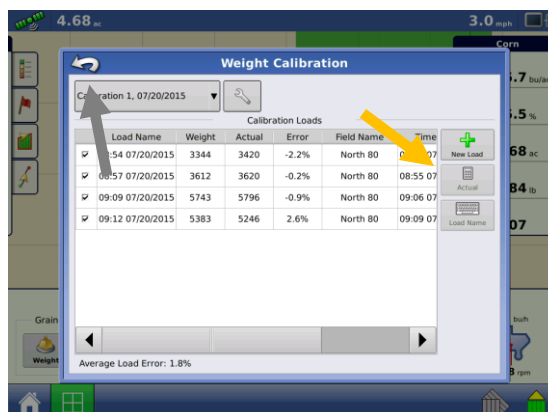 4.68 ac
3.0 mph
Corn
Weight Calibration
Calibration 1, 07/20/2015
Calibration Loads
Load Name Weight Actual Error Field Name Time
:54 07/20/2015 3344 3420 -2.2% North 80 07
08:57 07/20/2015 3612 3620 -0.2% North 80 08:55 07
09:09 07/20/2015 5743 5796 -0.9% North 80 09:06 07
09:12 07/20/2015 5383 5246 2.6% North 80 09:09 07
New Load
Actual
Load Name
.7 bu/a
.5 %
68 ac
84 lb
07
Average Load Error: 1.8%
Grain
Weight
bu/h
rpm